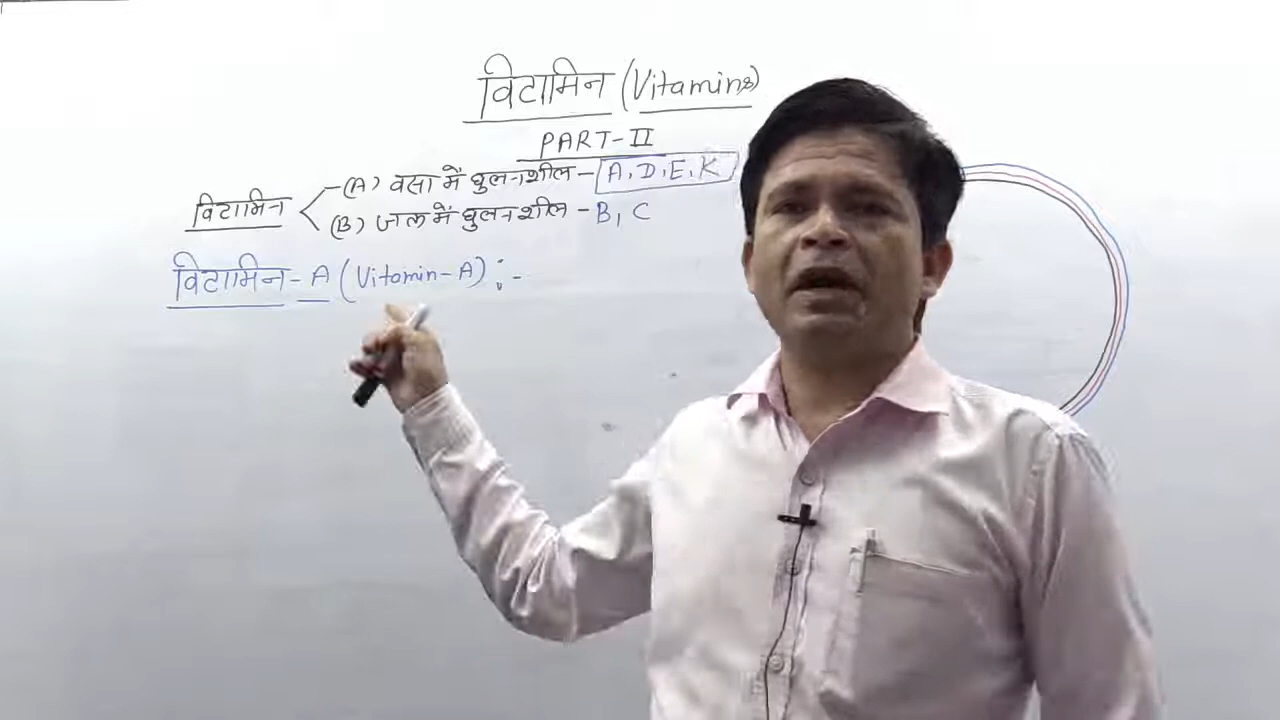 विटामिन (Vitamins)
PART-II
विटामिन
(A) वसा में घुलनशील - A, D, E, K
(B) जल में घुलनशील - B, C
विटामिन - A (Vitamin-A) :-